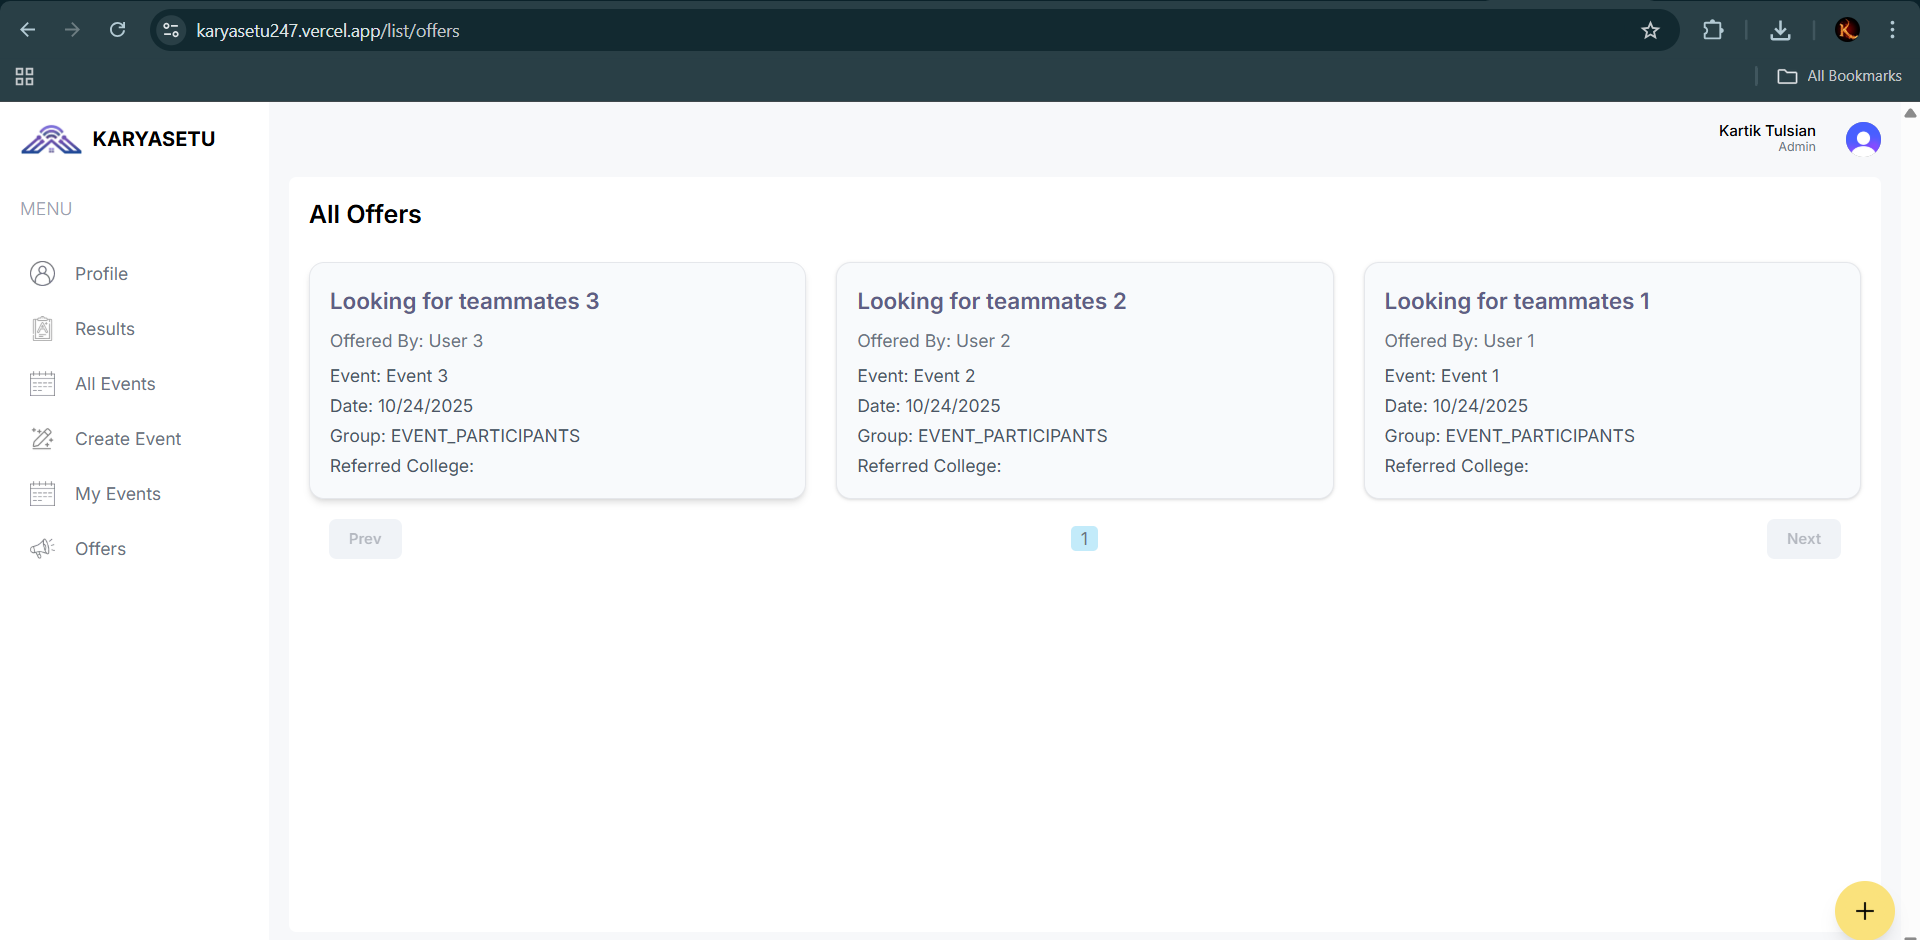 karyasetu247.vercel.app/list/offers
All Bookmarks
KARYASETU
Kartik Tulsian
Admin
MENU
Profile
Results
All Events
Create Event
My Events
Offers
All Offers
Looking for teammates 3
Offered By: User 3
Event: Event 3
Date: 10/24/2025
Group: EVENT_PARTICIPANTS
Referred College:
Looking for teammates 2
Offered By: User 2
Event: Event 2
Date: 10/24/2025
Group: EVENT_PARTICIPANTS
Referred College:
Looking for teammates 1
Offered By: User 1
Event: Event 1
Date: 10/24/2025
Group: EVENT_PARTICIPANTS
Referred College:
Prev
1
Next